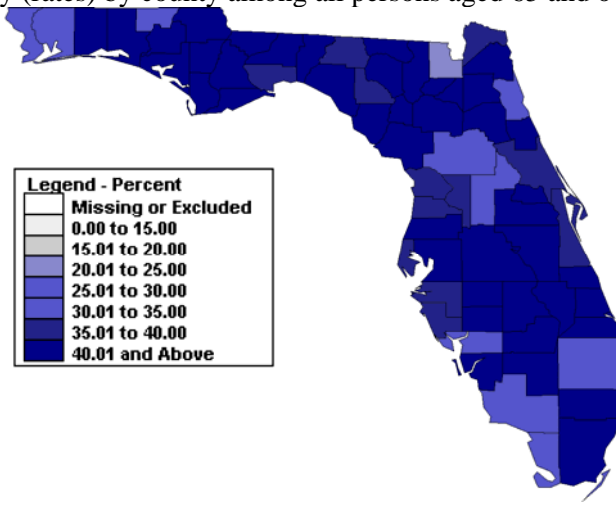 y (rates) by county among all persons aged 65 and o
Legend - Percent
Missing or Excluded
0.00 to 15.00
15.01 to 20.00
20.01 to 25.00
25.01 to 30.00
30.01 to 35.00
35.01 to 40.00
40.01 and Above